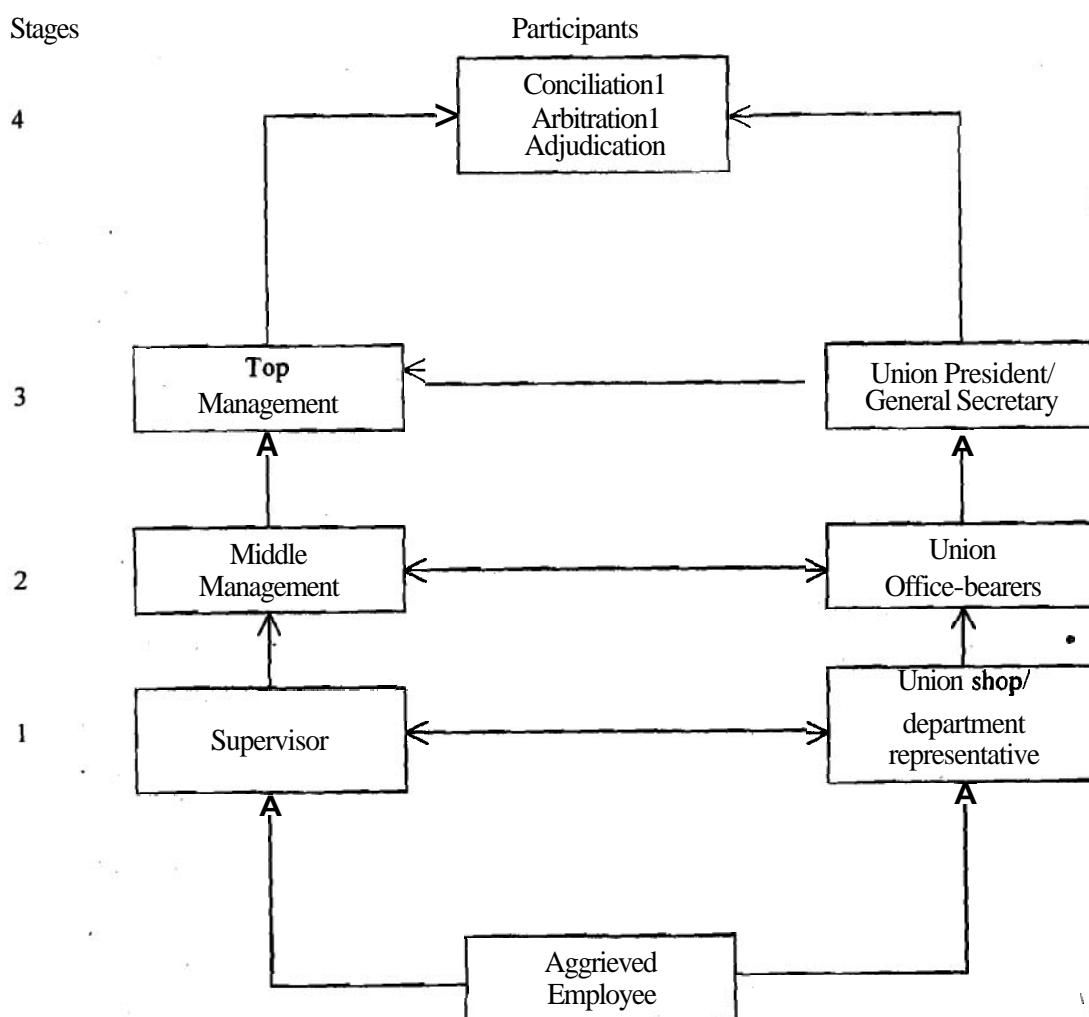 Stages
Participants
4
Conciliation1
Arbitration1
Adjudication
3
Top
Management
Union President/
General Secretary
A
A
2
Middle
Management
Union
Office-bearers
1
Supervisor
Union shop/
department
representative
A
A
Aggrieved
Employee